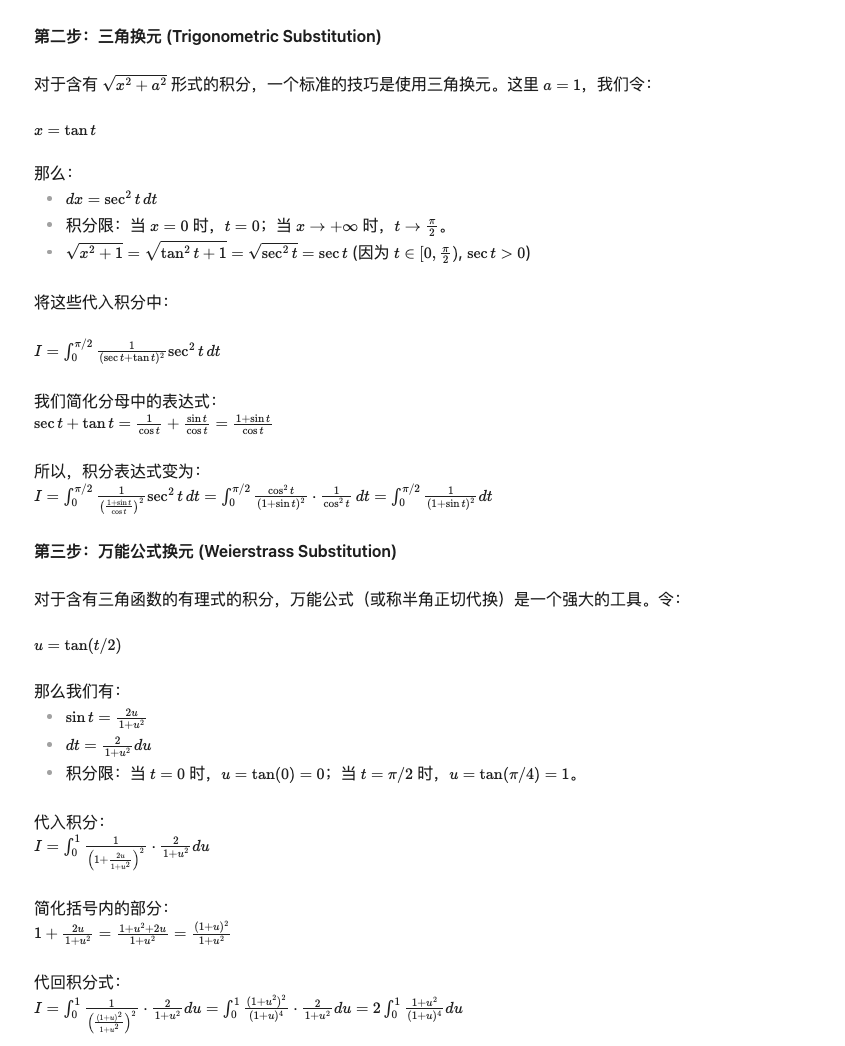 第二步：三角换元 (Trigonometric Substitution)
对于含有 $\sqrt{x^2+a^2}$ 形式的积分，一个标准的技巧是使用三角换元。这里 $a=1$，我们令：
$x = \tan t$
那么：
• $dx = \sec^2 t\,dt$
• 积分限：当 $x=0$ 时，$t=0$；当 $x \to +\infty$ 时，$t \to \frac{\pi}{2}$。
• $\sqrt{x^2+1} = \sqrt{\tan^2 t+1} = \sqrt{\sec^2 t} = \sec t$ (因为 $t \in [0, \frac{\pi}{2})$, $\sec t > 0$)
将这些代入积分中：
$I = \int_0^{\pi/2} \frac{1}{(\sec t+\tan t)^2} \sec^2 t\,dt$
我们简化分母中的表达式：
$\sec t + \tan t = \frac{1}{\cos t} + \frac{\sin t}{\cos t} = \frac{1+\sin t}{\cos t}$
所以，积分表达式变为：
$I = \int_0^{\pi/2} \frac{1}{\left(\frac{1+\sin t}{\cos t}\right)^2} \sec^2 t\,dt = \int_0^{\pi/2} \frac{\cos^2 t}{(1+\sin t)^2} \cdot \frac{1}{\cos^2 t}\,dt = \int_0^{\pi/2} \frac{1}{(1+\sin t)^2}\,dt$
第三步：万能公式换元 (Weierstrass Substitution)
对于含有三角函数的有理式的积分，万能公式（或称半角正切代换）是一个强大的工具。令：
$u = \tan(t/2)$
那么我们有：
• $\sin t = \frac{2u}{1+u^2}$
• $dt = \frac{2}{1+u^2}du$
• 积分限：当 $t=0$ 时，$u=\tan(0)=0$；当 $t=\pi/2$ 时，$u=\tan(\pi/4)=1$。
代入积分：
$I = \int_0^1 \frac{1}{\left(1+\frac{2u}{1+u^2}\right)^2} \cdot \frac{2}{1+u^2}du$
简化括号内的部分：
$1 + \frac{2u}{1+u^2} = \frac{1+u^2+2u}{1+u^2} = \frac{(1+u)^2}{1+u^2}$
代回积分式：
$I = \int_0^1 \frac{1}{\left(\frac{(1+u)^2}{1+u^2}\right)^2} \cdot \frac{2}{1+u^2}du = \int_0^1 \frac{(1+u^2)^2}{(1+u)^4} \cdot \frac{2}{1+u^2}du = 2\int_0^1 \frac{1+u^2}{(1+u)^4}du$